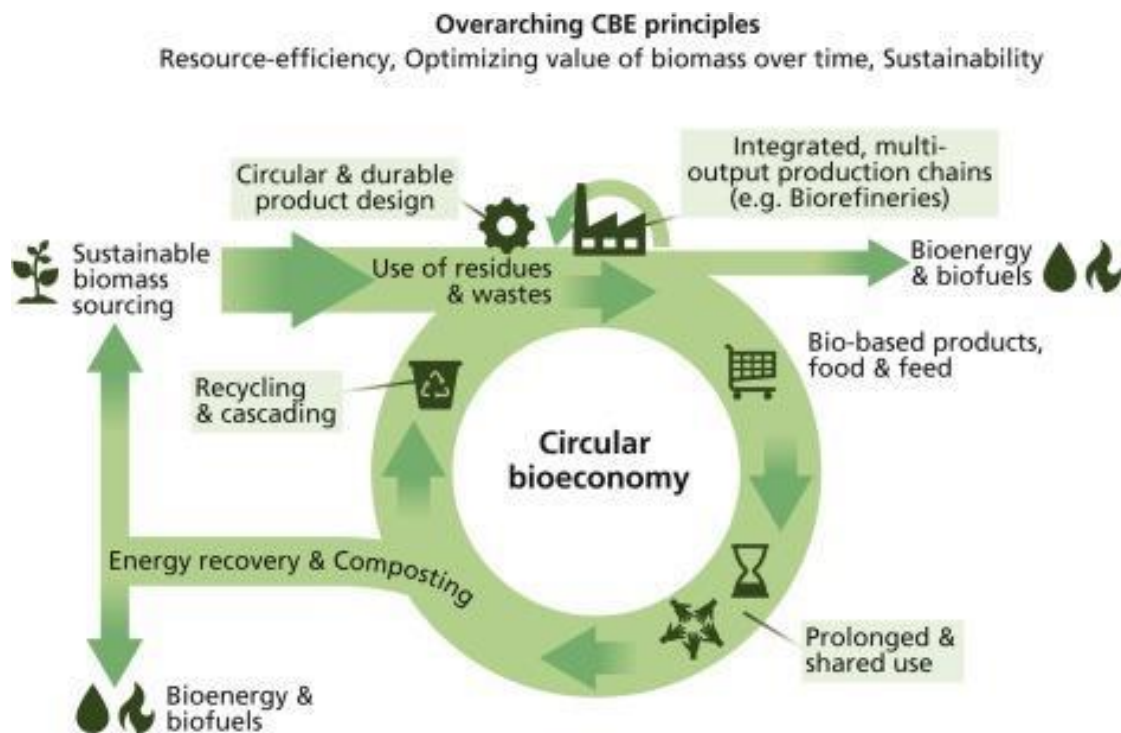 Overarching CBE principles
Resource-efficiency, Optimizing value of biomass over time, Sustainability
Circular & durable
product design
Integrated, multi-
output production chains
(e.g. Biorefineries)
Sustainable
biomass
sourcing
Use of residues
& wastes
Bioenergy
& biofuels
Bio-based products,
food & feed
Recycling
& cascading
Circular
bioeconomy
Energy recovery & Composting
Prolonged &
shared use
Bioenergy &
biofuels